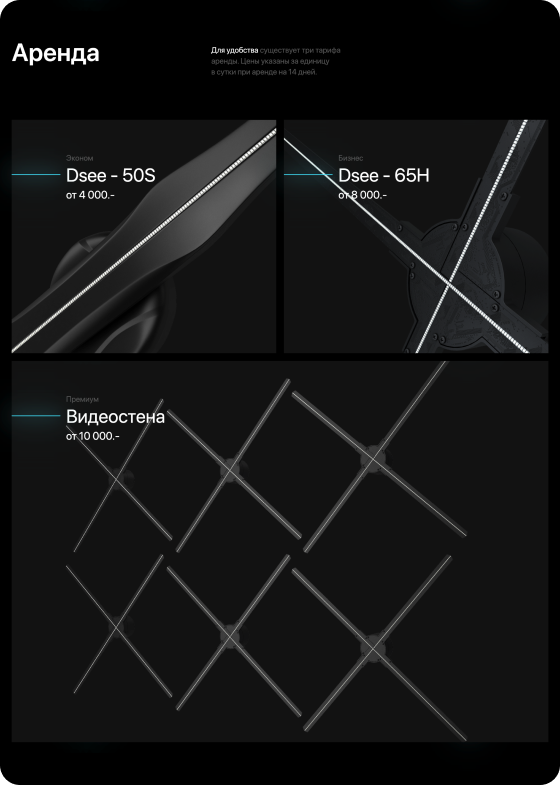 Аренда
Для удобства существует три тарифа
аренды. Цены указаны за единицу
в сутки при аренде на 14 дней.
Эконом
Dsee - 50S
от 4 000.-
Бизнес
Dsee - 65H
от 8 000.-
Премиум
Видеостена
от 10 000.-